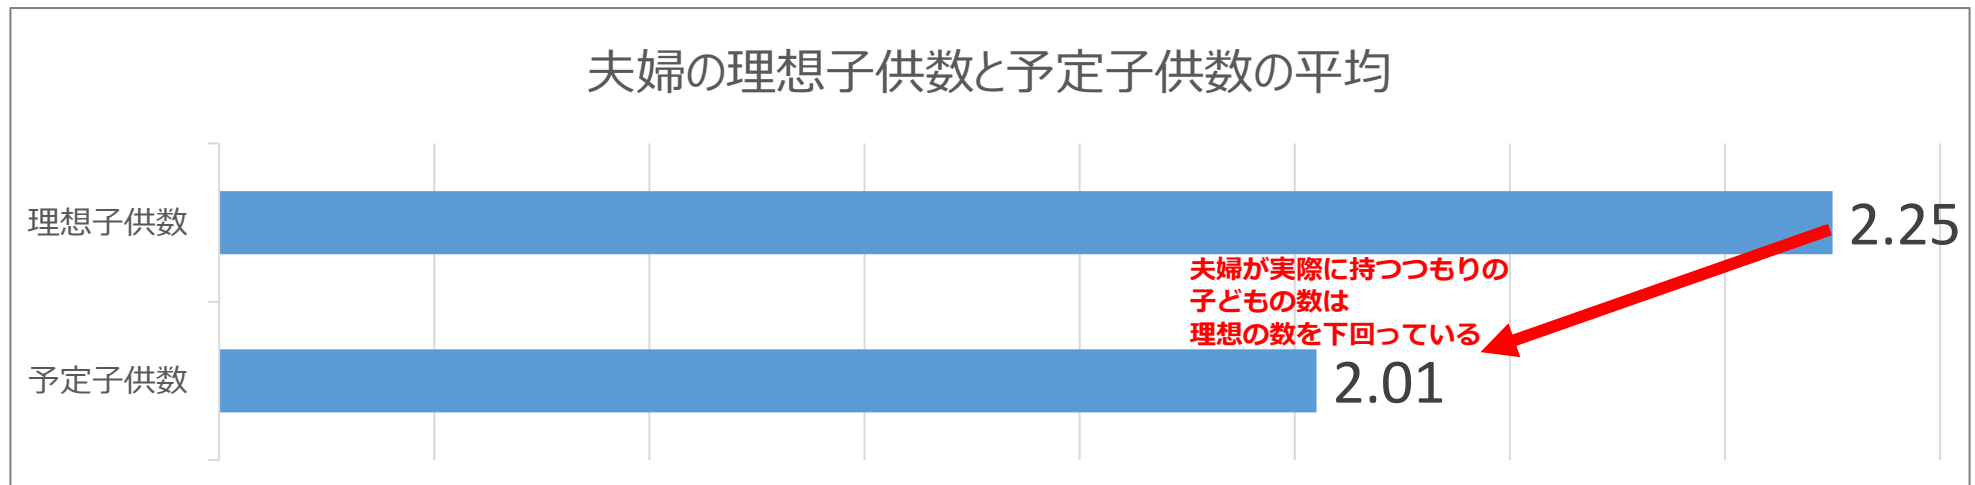 夫婦の理想子供数と予定子供数の平均
理想子供数
2.25
夫婦が実際に持つつもりの
子どもの数は
理想の数を下回っている
予定子供数
2.01